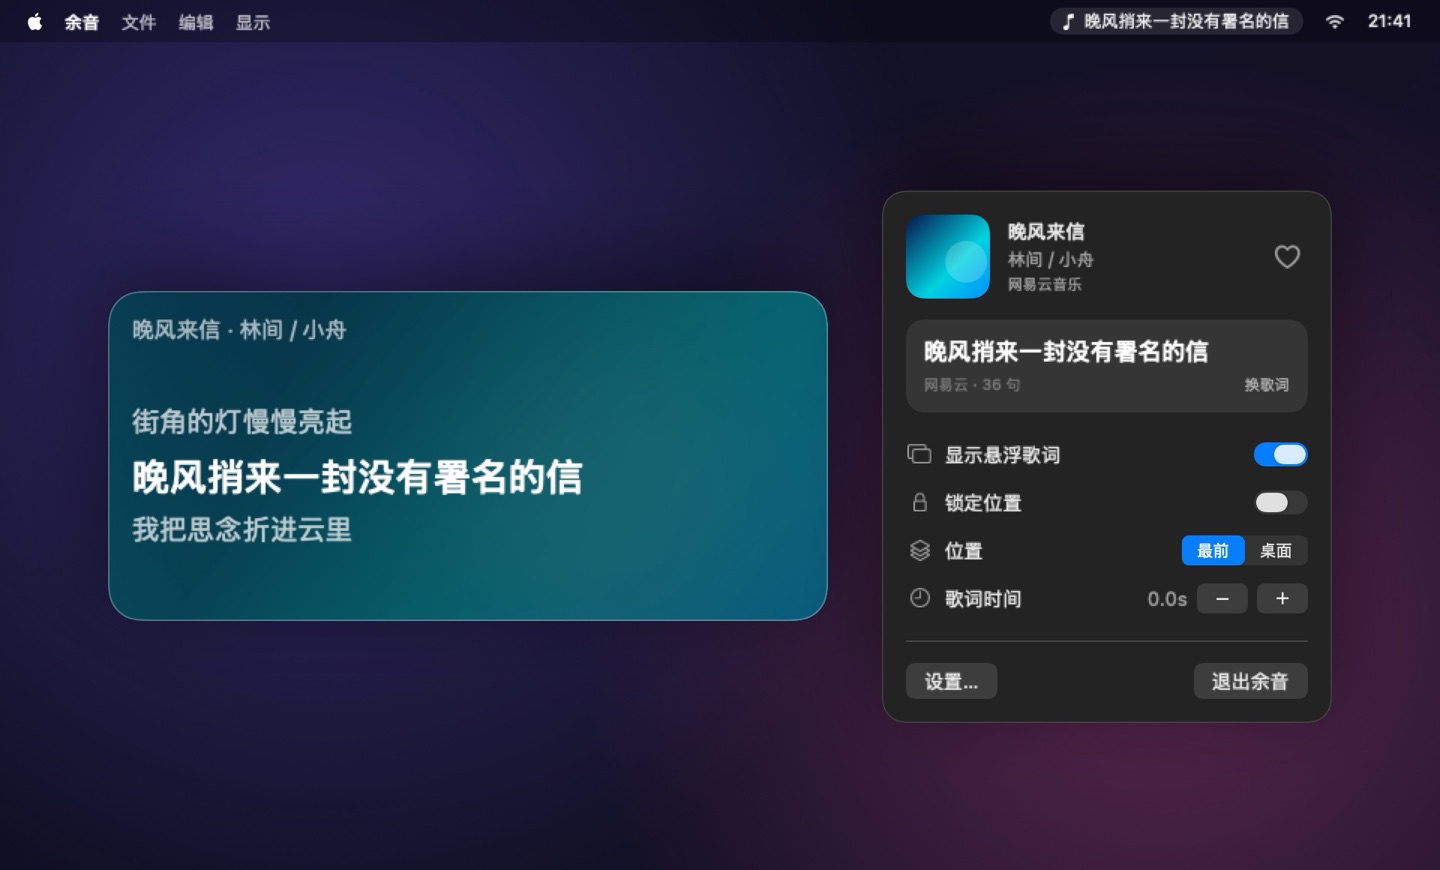 余音 文件 编辑 显示 晚风捎来一封没有署名的信 21:41
晚风来信 · 林间 / 小舟
街角的灯慢慢亮起
晚风捎来一封没有署名的信
我把思念折进云里
晚风来信
林间 / 小舟
网易云音乐
晚风捎来一封没有署名的信
网易云 · 36 句 换歌词
显示悬浮歌词
锁定位置
位置 最前 桌面
歌词时间 0.0s − +
设置... 退出余音